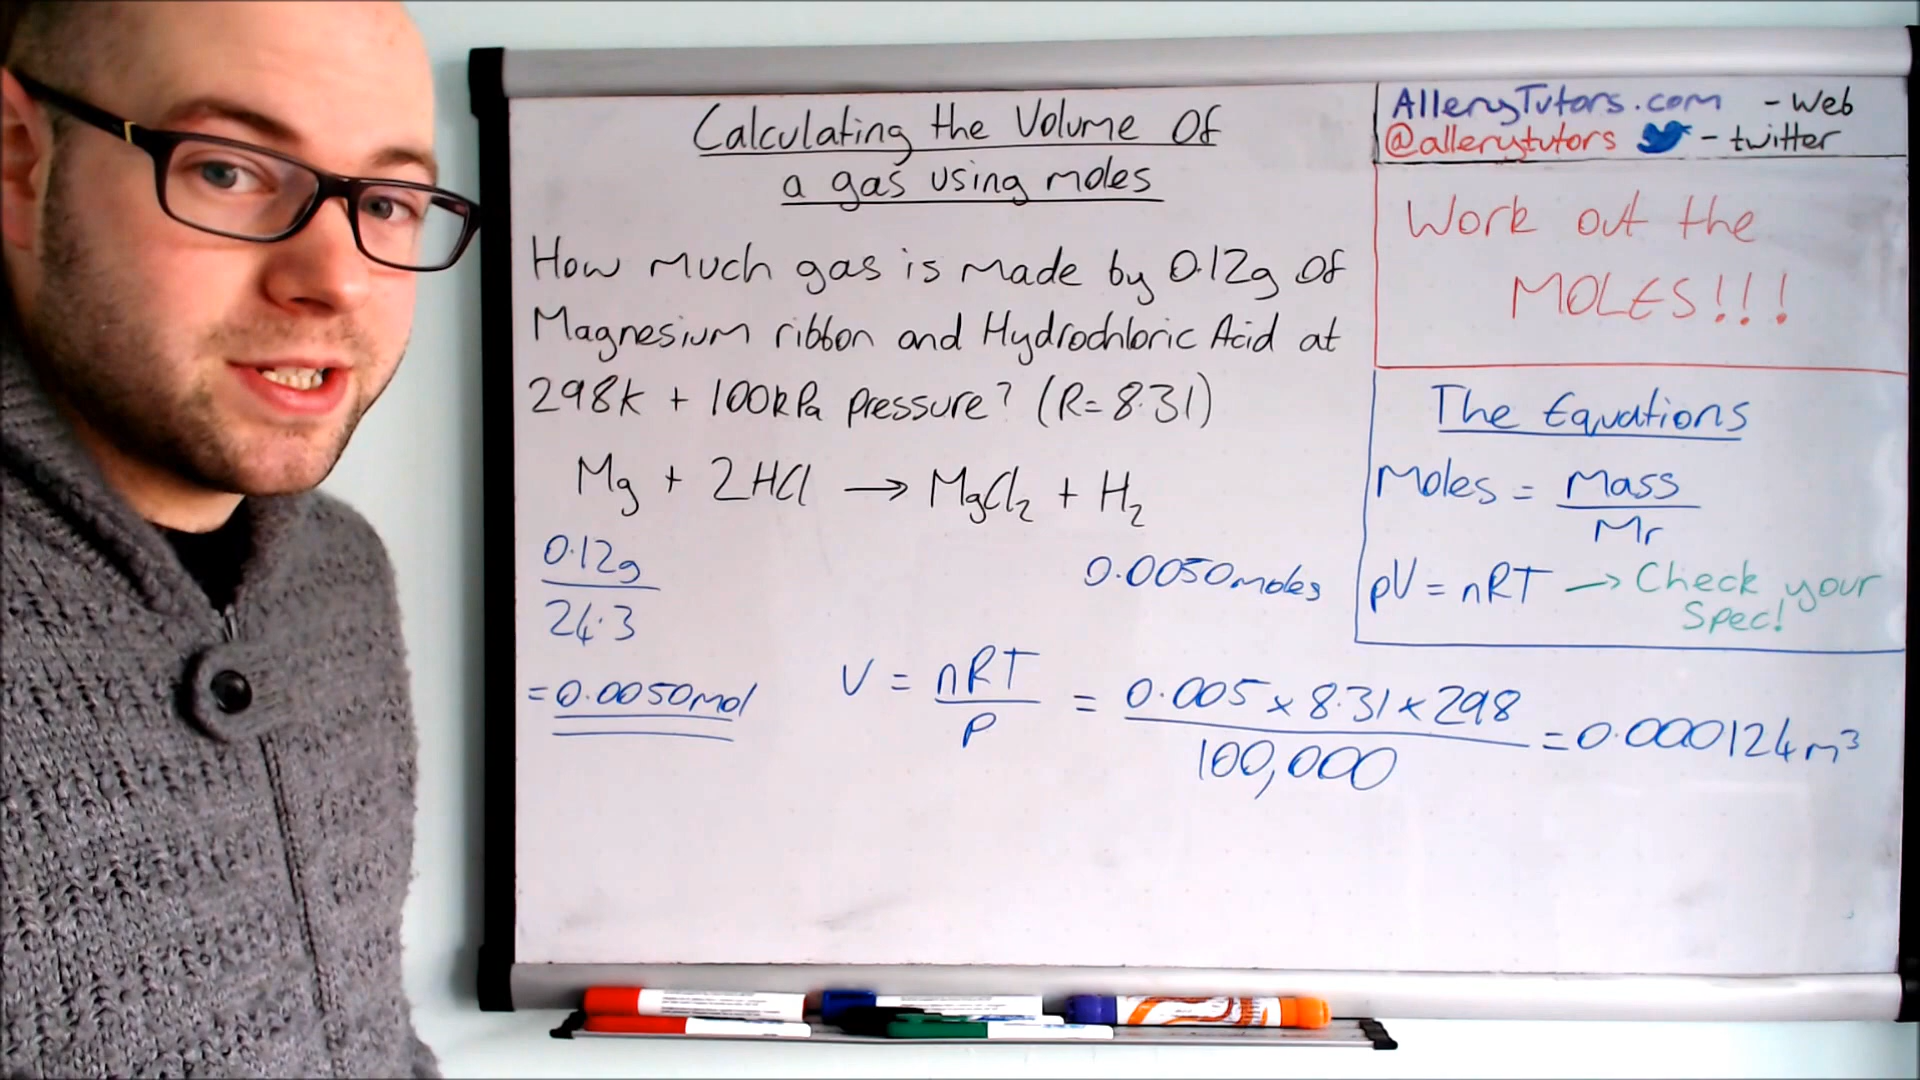 Calculating the Volume Of
a gas using moles
How much gas is made by 0.12g Of
Magnesium ribbon and Hydrochloric Acid at
298k + 100kPa pressure? (R=8.31)
Mg + 2HCl → MgCl₂ + H₂
0.12g
24.3
= 0.0050mol
0.0050moles
V = nRT
P
= 0.005 x 8.31 x 298
100,000
= 0.000124m³
AlleryTutors.com - Web
@allerytutors - twitter
Work out the
MOLES!!!
The Equations
Moles = Mass
Mr
pV = nRT → Check your
Spec!